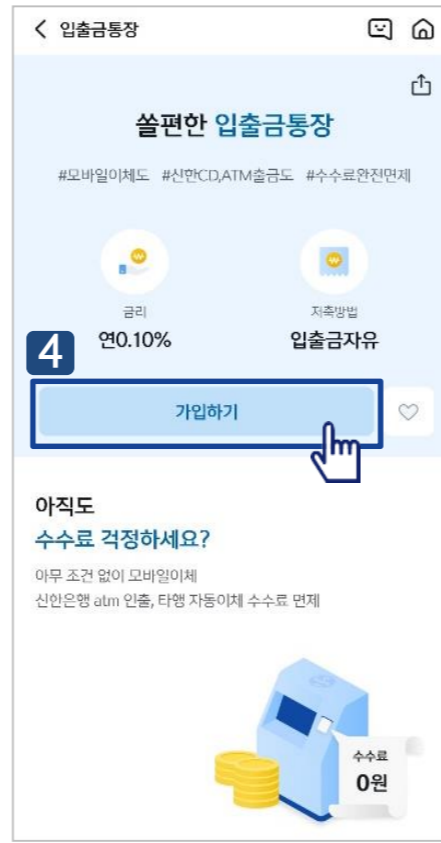 입출금통장
쏠편한 입출금통장
#모바일이체도 #신한CD,ATM출금도 #수수료완전면제
금리
저축방법
연0.10%
입출금자유
4
가입하기
아직도
수수료 걱정하세요?
아무 조건 없이 모바일이체
신한은행 atm 인출, 타행 자동이체 수수료 면제
수수료
0원